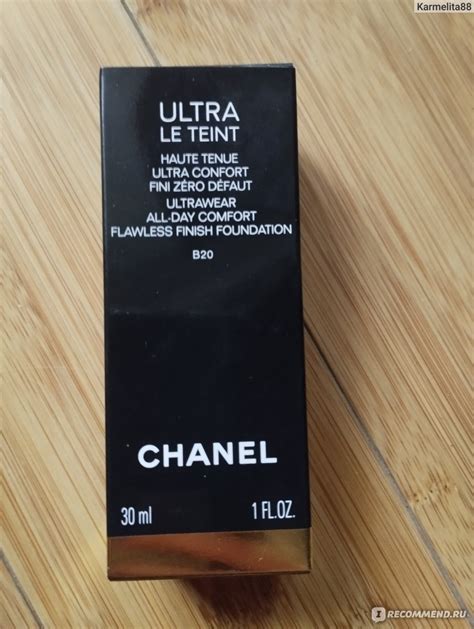 Karmelita88
ULTRA
LE TEINT
HAUTE TENUE
ULTRA CONFORT
FINI ZÉRO DÉFAUT
ULTRAWEAR
ALL-DAY COMFORT
FLAWLESS FINISH FOUNDATION
B20
CHANEL
30 ml 1 FL.OZ.
IRECOMMEND.RU